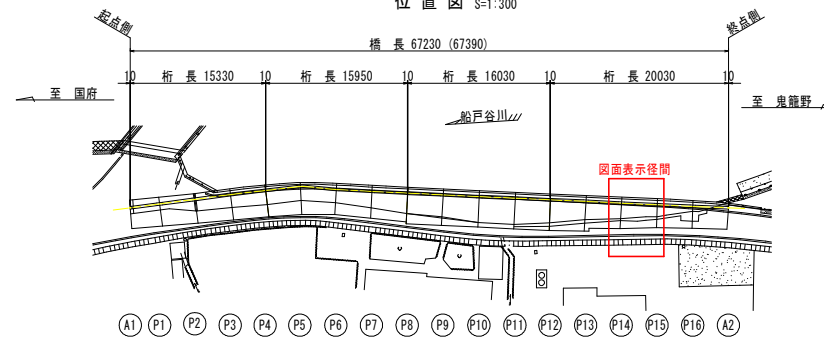 位 置 図 S=1:300
起点側 終点側
橋 長 67230 (67390)
10 桁 長 15330 10 桁 長 15950 10 桁 長 16030 10 桁 長 20030 10
至 国府 船戸谷川 至 鬼籠野
図面表示径間
A1 P1 P2 P3 P4 P5 P6 P7 P8 P9 P10 P11 P12 P13 P14 P15 P16 A2